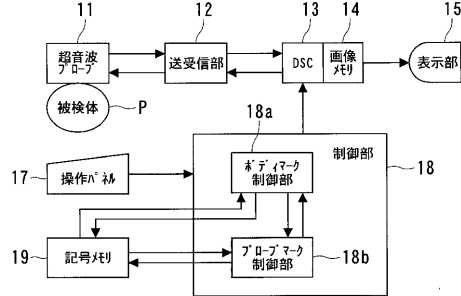 11
12
13
14
15
超音波
プローブ
送受信部
DSC
画像
メモリ
表示部
被検体
P
18a
制御部
17
操作パネル
ボディマーク
制御部
18
19
記号メモリ
プローブマーク
制御部
18b